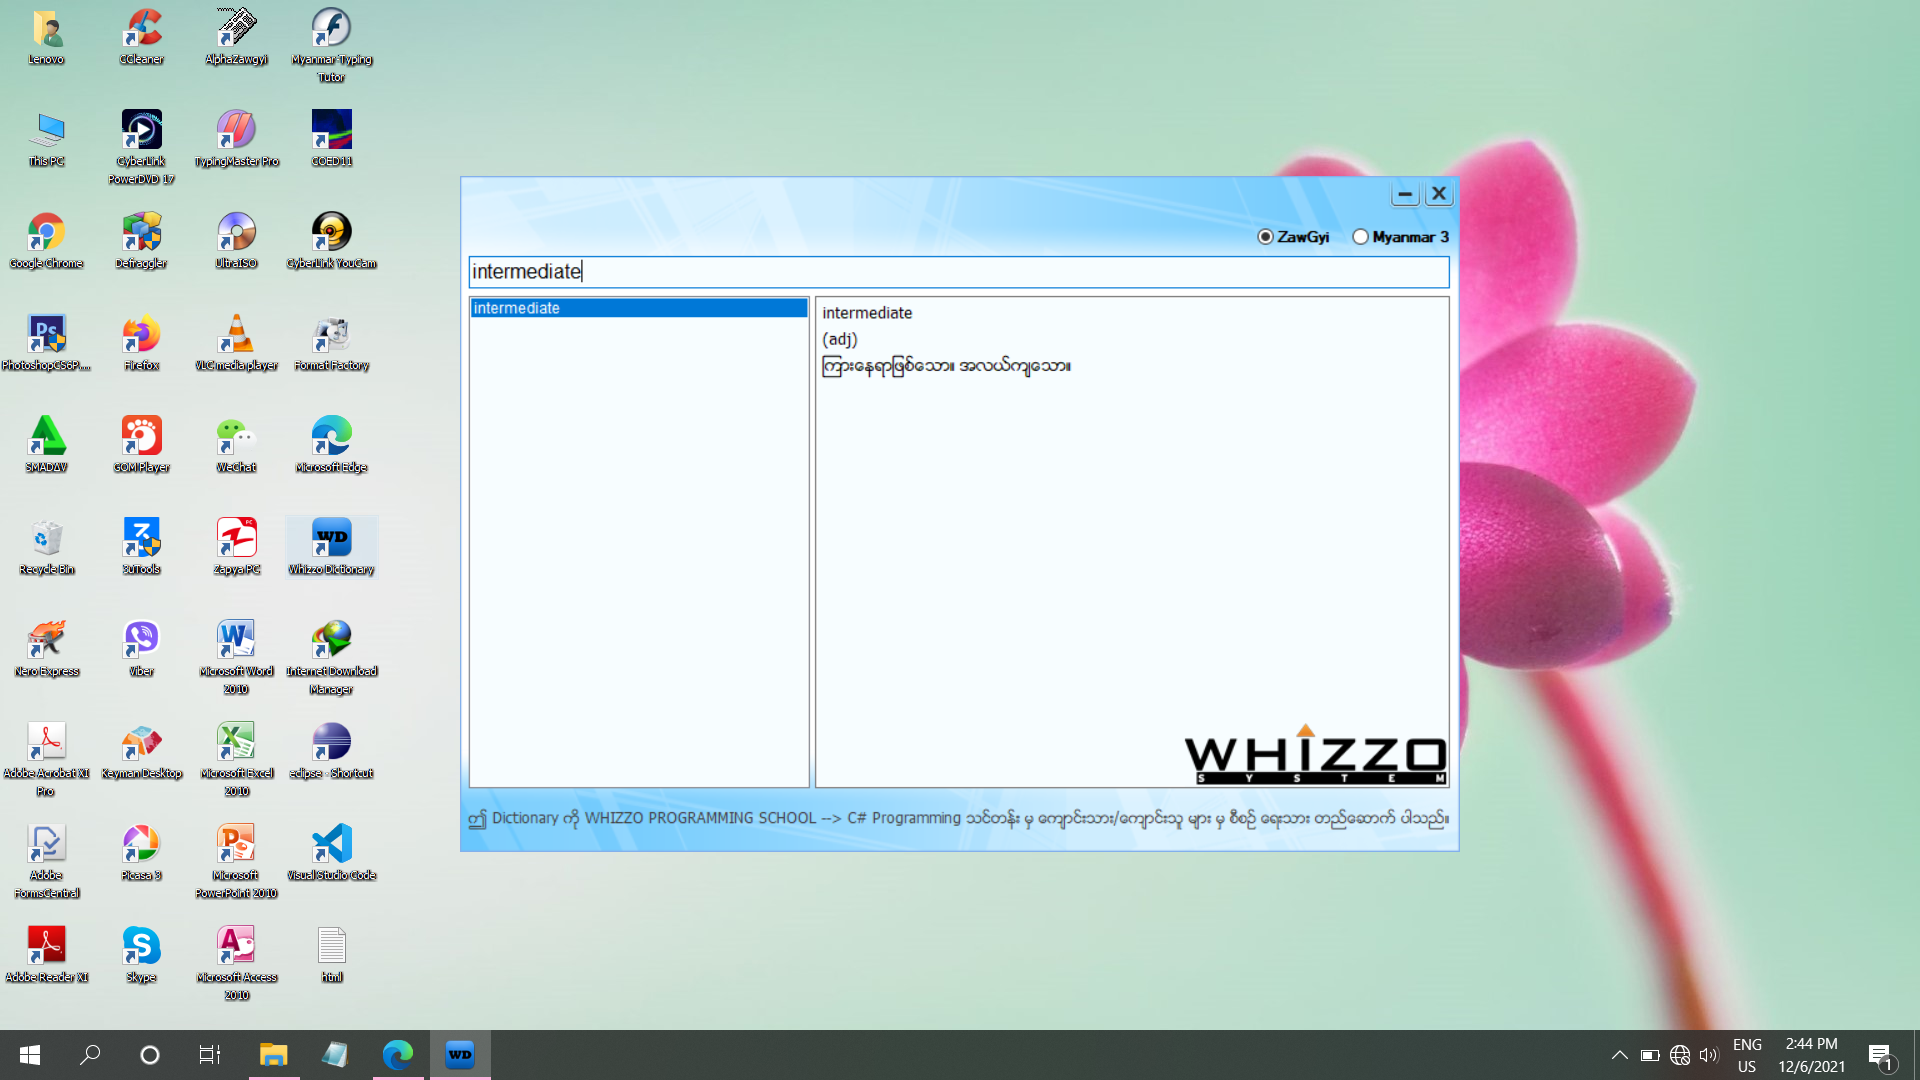 Lenovo
CCleaner
AlphaZawgyi
Myanmar Typing
Tutor
This PC
CyberLink
PowerDVD 17
TypingMaster Pro
COED11
Google Chrome
Defraggler
UltraISO
CyberLink YouCam
Ps
PhotoshopCS6P....
Firefox
VLC media player
Format Factory
SMADΔV
GOM Player
WeChat
Microsoft Edge
Recycle Bin
3uTools
PC
Zapya PC
WD
Whizzo Dictionary
Nero Express
Viber
Microsoft Word
2010
Internet Download
Manager
Adobe Acrobat XI
Pro
Keyman Desktop
Microsoft Excel
2010
eclipse - Shortcut
Adobe
FormsCentral
Picasa 3
Microsoft
PowerPoint 2010
Visual Studio Code
Adobe Reader XI
Skype
Microsoft Access
2010
html
ZawGyi Myanmar 3
intermediate
intermediate
intermediate
(adj)
ကြားနေရာဖြစ်သော။ အလယ်ကျသော။
WHIZZO
SYSTEM
ဤ Dictionary ကို WHIZZO PROGRAMMING SCHOOL --> C# Programming သင်တန်း မှ ကျောင်းသား/ကျောင်းသူ များ မှ စီစဉ် ရေးသား တည်ဆောက် ပါသည်။
WD
ENG
US
2:44 PM
12/6/2021
1